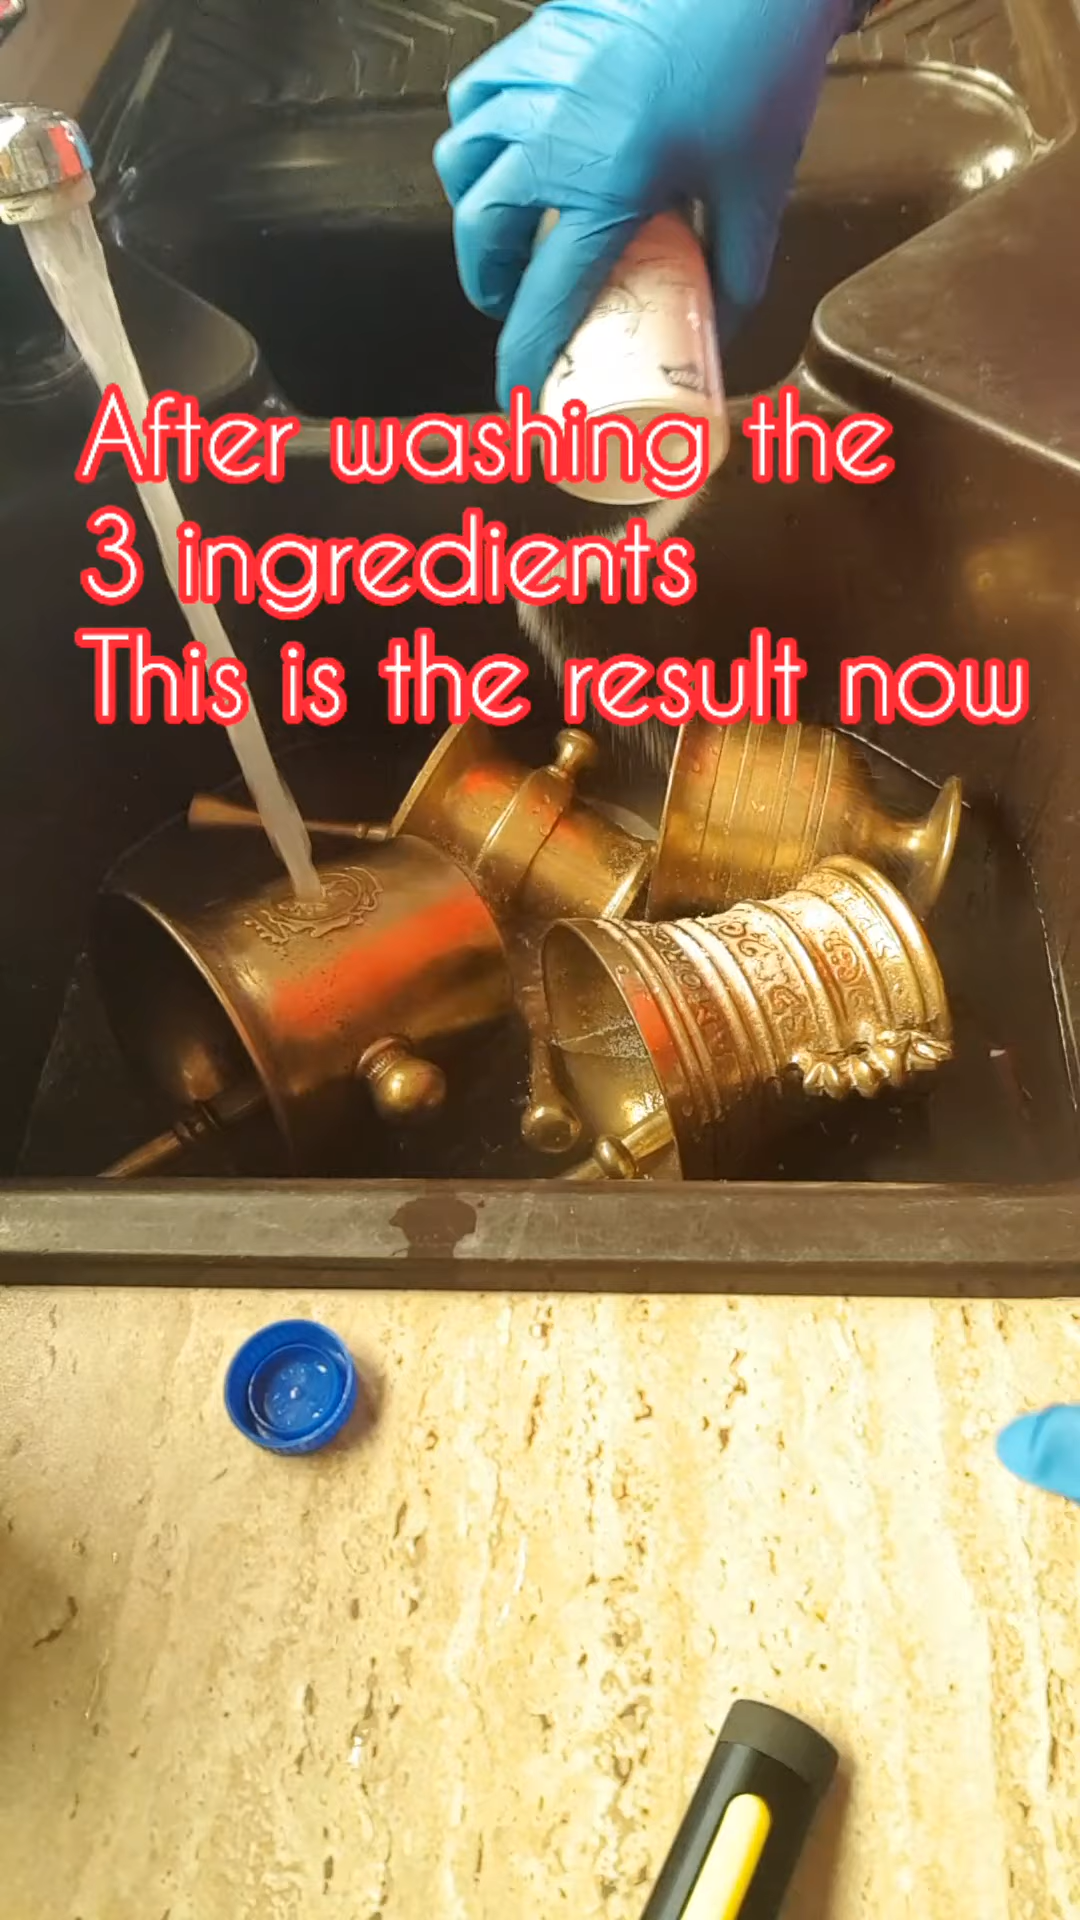 After washing the
3 ingredients
This is the result now